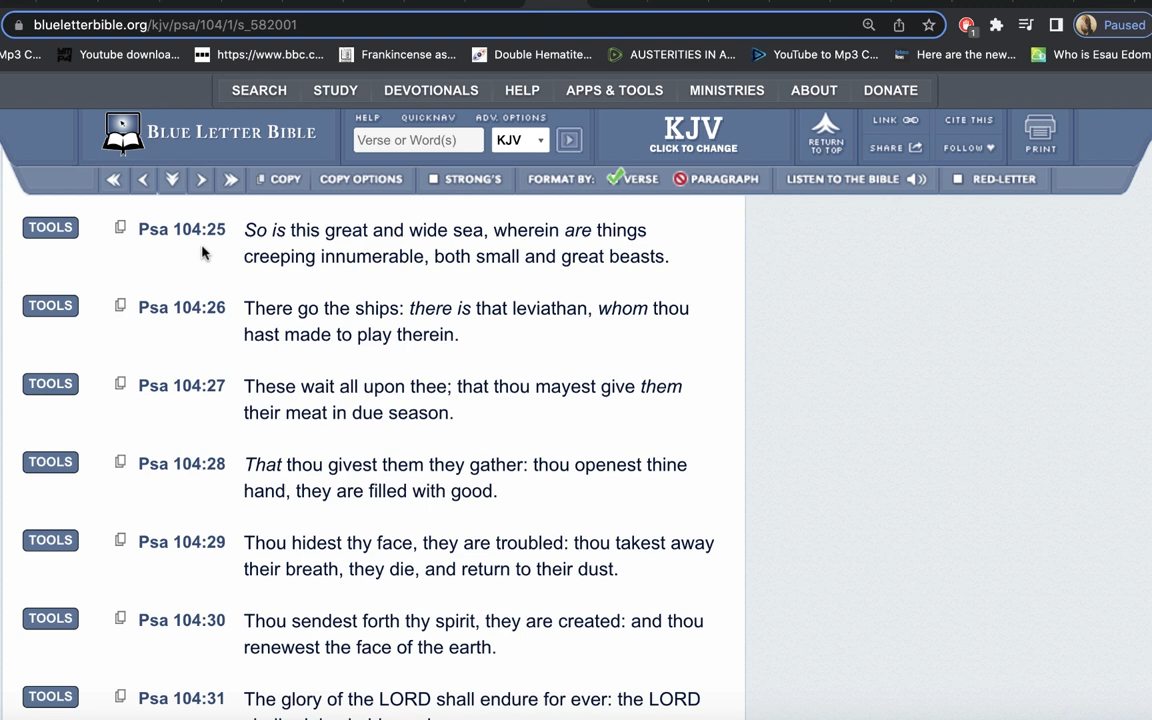 blueletterbible.org/kjv/psa/104/1/s_582001
1
Paused
Mp3 C...
Youtube downloa...
https://www.bbc.c...
Frankincense as...
Double Hematite...
AUSTERITIES IN A...
YouTube to Mp3 C...
Here are the new...
Who is Esau Edom
SEARCH STUDY DEVOTIONALS HELP APPS & TOOLS MINISTRIES ABOUT DONATE
BLUE LETTER BIBLE
HELP QUICKNAV ADV. OPTIONS
Verse or Word(s)
KJV
KJV
CLICK TO CHANGE
RETURN
TO TOP
LINK
CITE THIS
SHARE
FOLLOW
PRINT
COPY COPY OPTIONS STRONG'S FORMAT BY: VERSE PARAGRAPH LISTEN TO THE BIBLE RED-LETTER
TOOLS Psa 104:25 So is this great and wide sea, wherein are things
creeping innumerable, both small and great beasts.
TOOLS Psa 104:26 There go the ships: there is that leviathan, whom thou
hast made to play therein.
TOOLS Psa 104:27 These wait all upon thee; that thou mayest give them
their meat in due season.
TOOLS Psa 104:28 That thou givest them they gather: thou openest thine
hand, they are filled with good.
TOOLS Psa 104:29 Thou hidest thy face, they are troubled: thou takest away
their breath, they die, and return to their dust.
TOOLS Psa 104:30 Thou sendest forth thy spirit, they are created: and thou
renewest the face of the earth.
TOOLS Psa 104:31 The glory of the LORD shall endure for ever: the LORD